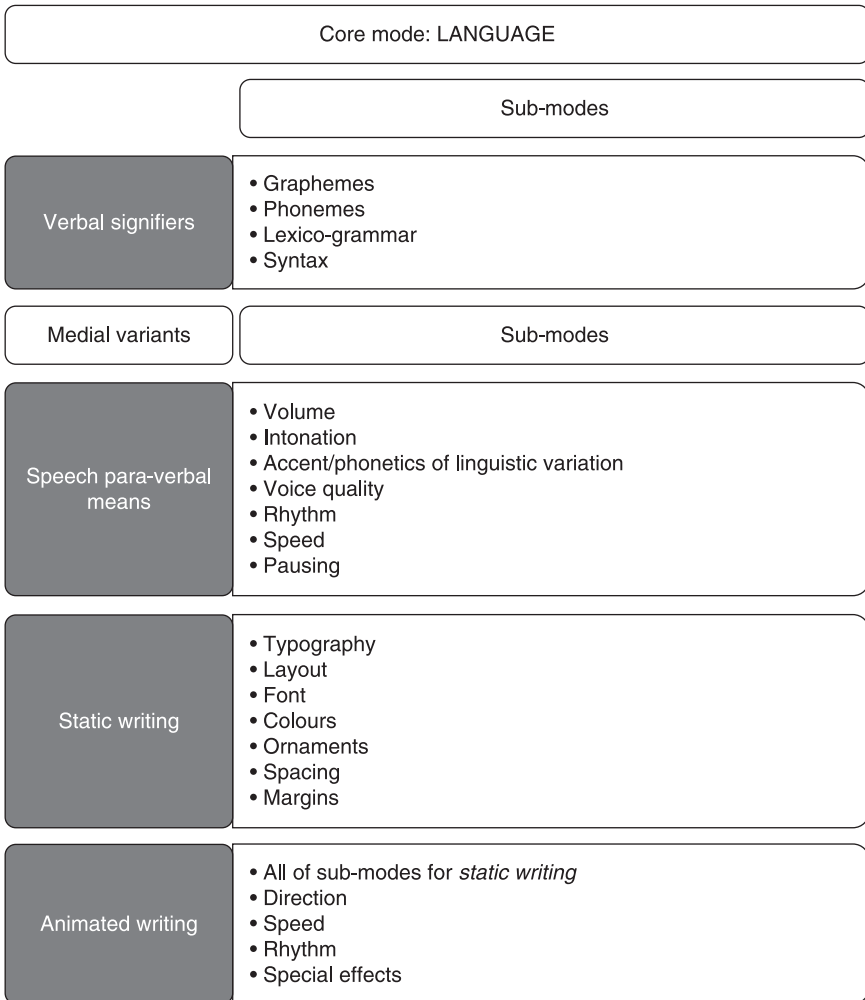 Core mode: LANGUAGE
Sub-modes
Verbal signifiers
• Graphemes
• Phonemes
• Lexico-grammar
• Syntax
Medial variants
Sub-modes
Speech para-verbal
means
• Volume
• Intonation
• Accent/phonetics of linguistic variation
• Voice quality
• Rhythm
• Speed
• Pausing
Static writing
• Typography
• Layout
• Font
• Colours
• Ornaments
• Spacing
• Margins
Animated writing
• All of sub-modes for static writing
• Direction
• Speed
• Rhythm
• Special effects